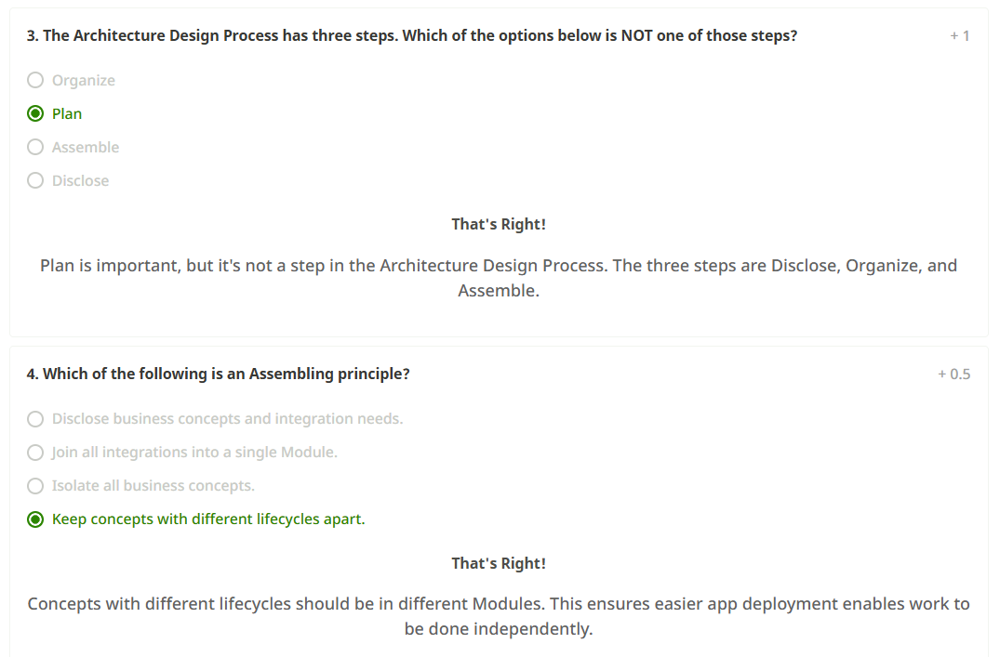 3. The Architecture Design Process has three steps. Which of the options below is NOT one of those steps? + 1
Organize
Plan
Assemble
Disclose
That's Right!
Plan is important, but it's not a step in the Architecture Design Process. The three steps are Disclose, Organize, and
Assemble.
4. Which of the following is an Assembling principle? + 0.5
Disclose business concepts and integration needs.
Join all integrations into a single Module.
Isolate all business concepts.
Keep concepts with different lifecycles apart.
That's Right!
Concepts with different lifecycles should be in different Modules. This ensures easier app deployment enables work to
be done independently.